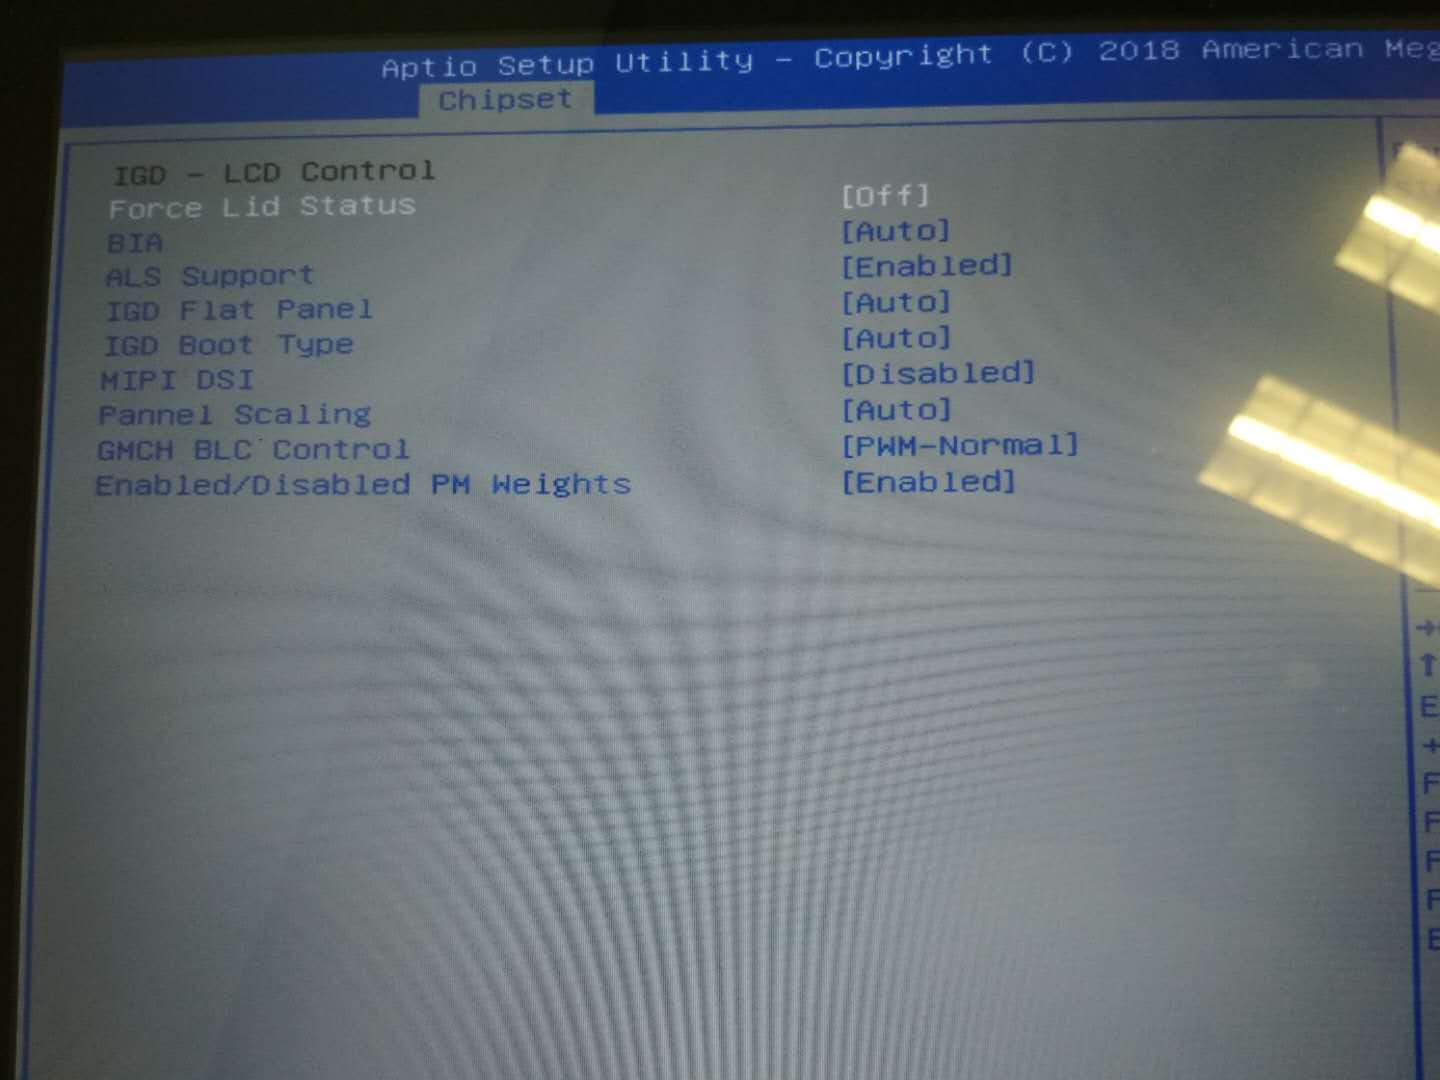 Aptio Setup Utility – Copyright (C) 2018 American
Chipset
IGD – LCD Control
Force Lid Status [Off]
BIA [Auto]
ALS Support [Enabled]
IGD Flat Panel [Auto]
IGD Boot Type [Auto]
MIPI DSI [Disabled]
Pannel Scaling [Auto]
GMCH BLC Control [PWM-Normal]
Enabled/Disabled PM Weights [Enabled]